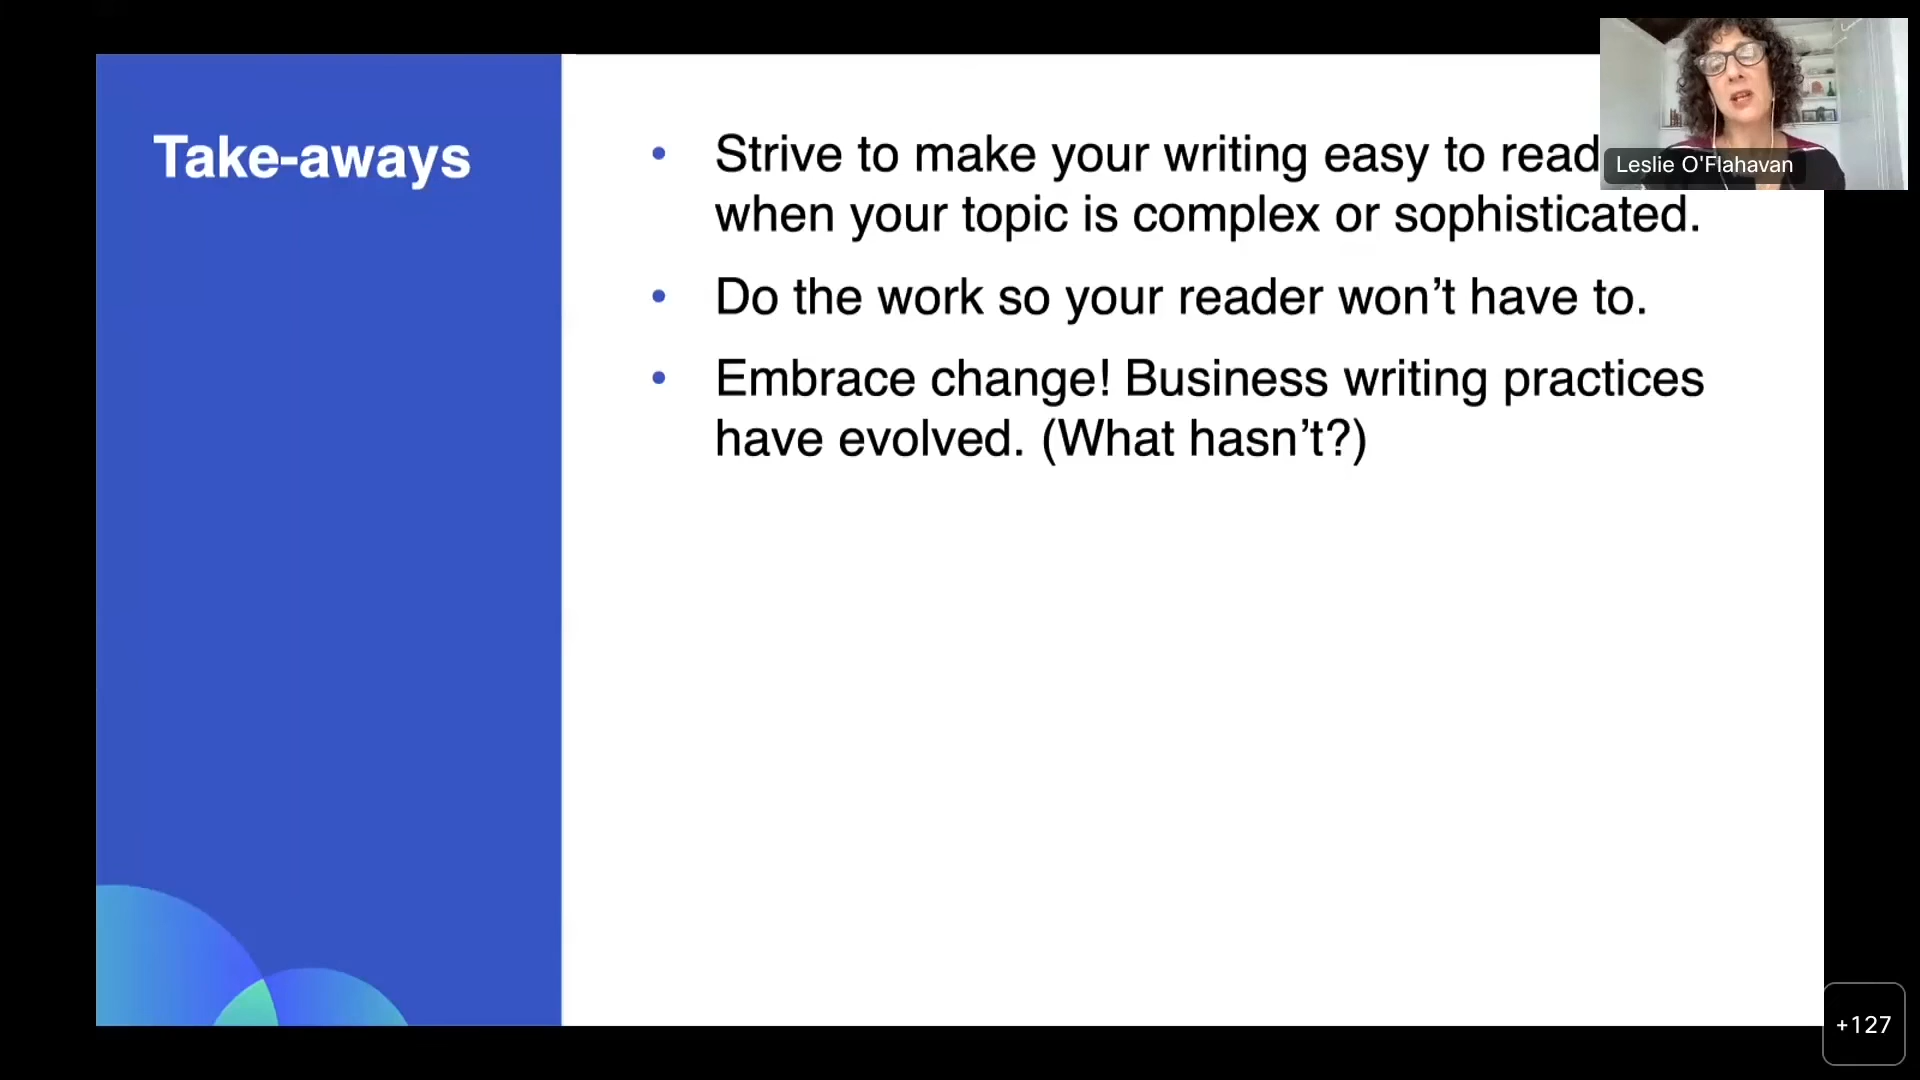 Take-aways
• Strive to make your writing easy to read
when your topic is complex or sophisticated.
• Do the work so your reader won’t have to.
• Embrace change! Business writing practices
have evolved. (What hasn’t?)
Leslie O'Flahavan
+127